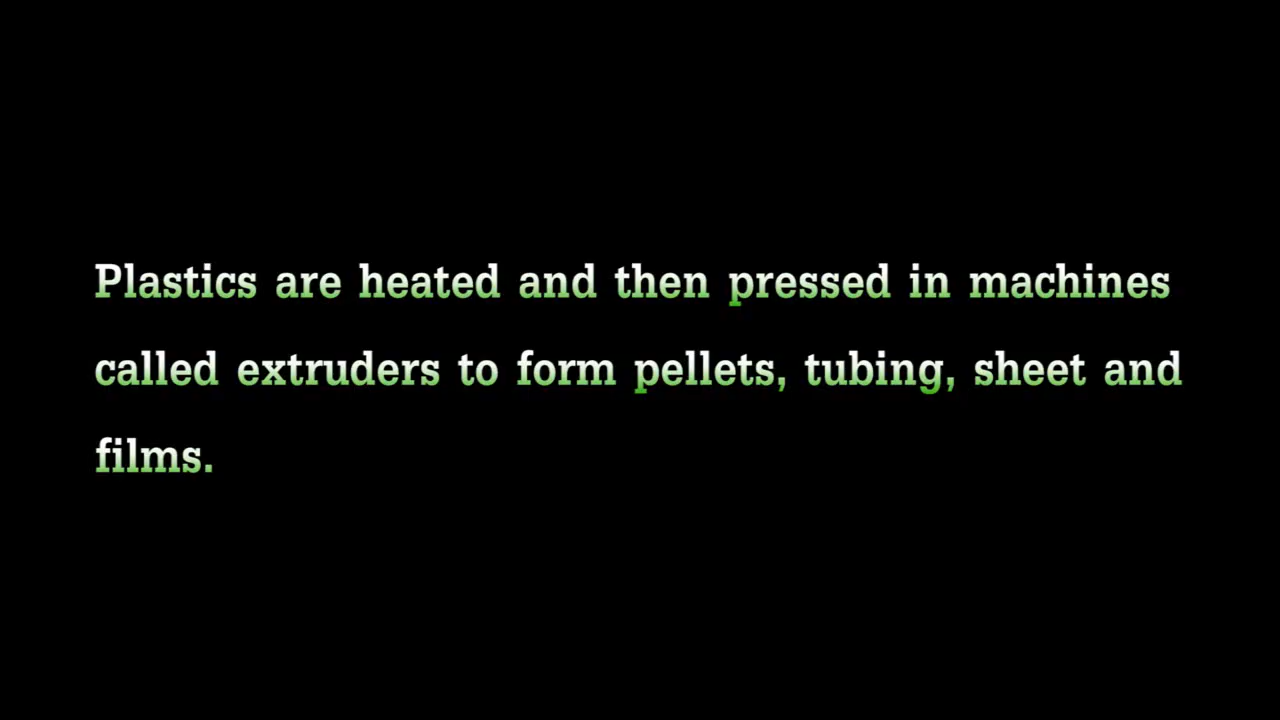 Plastics are heated and then pressed in machines
called extruders to form pellets, tubing, sheet and
films.